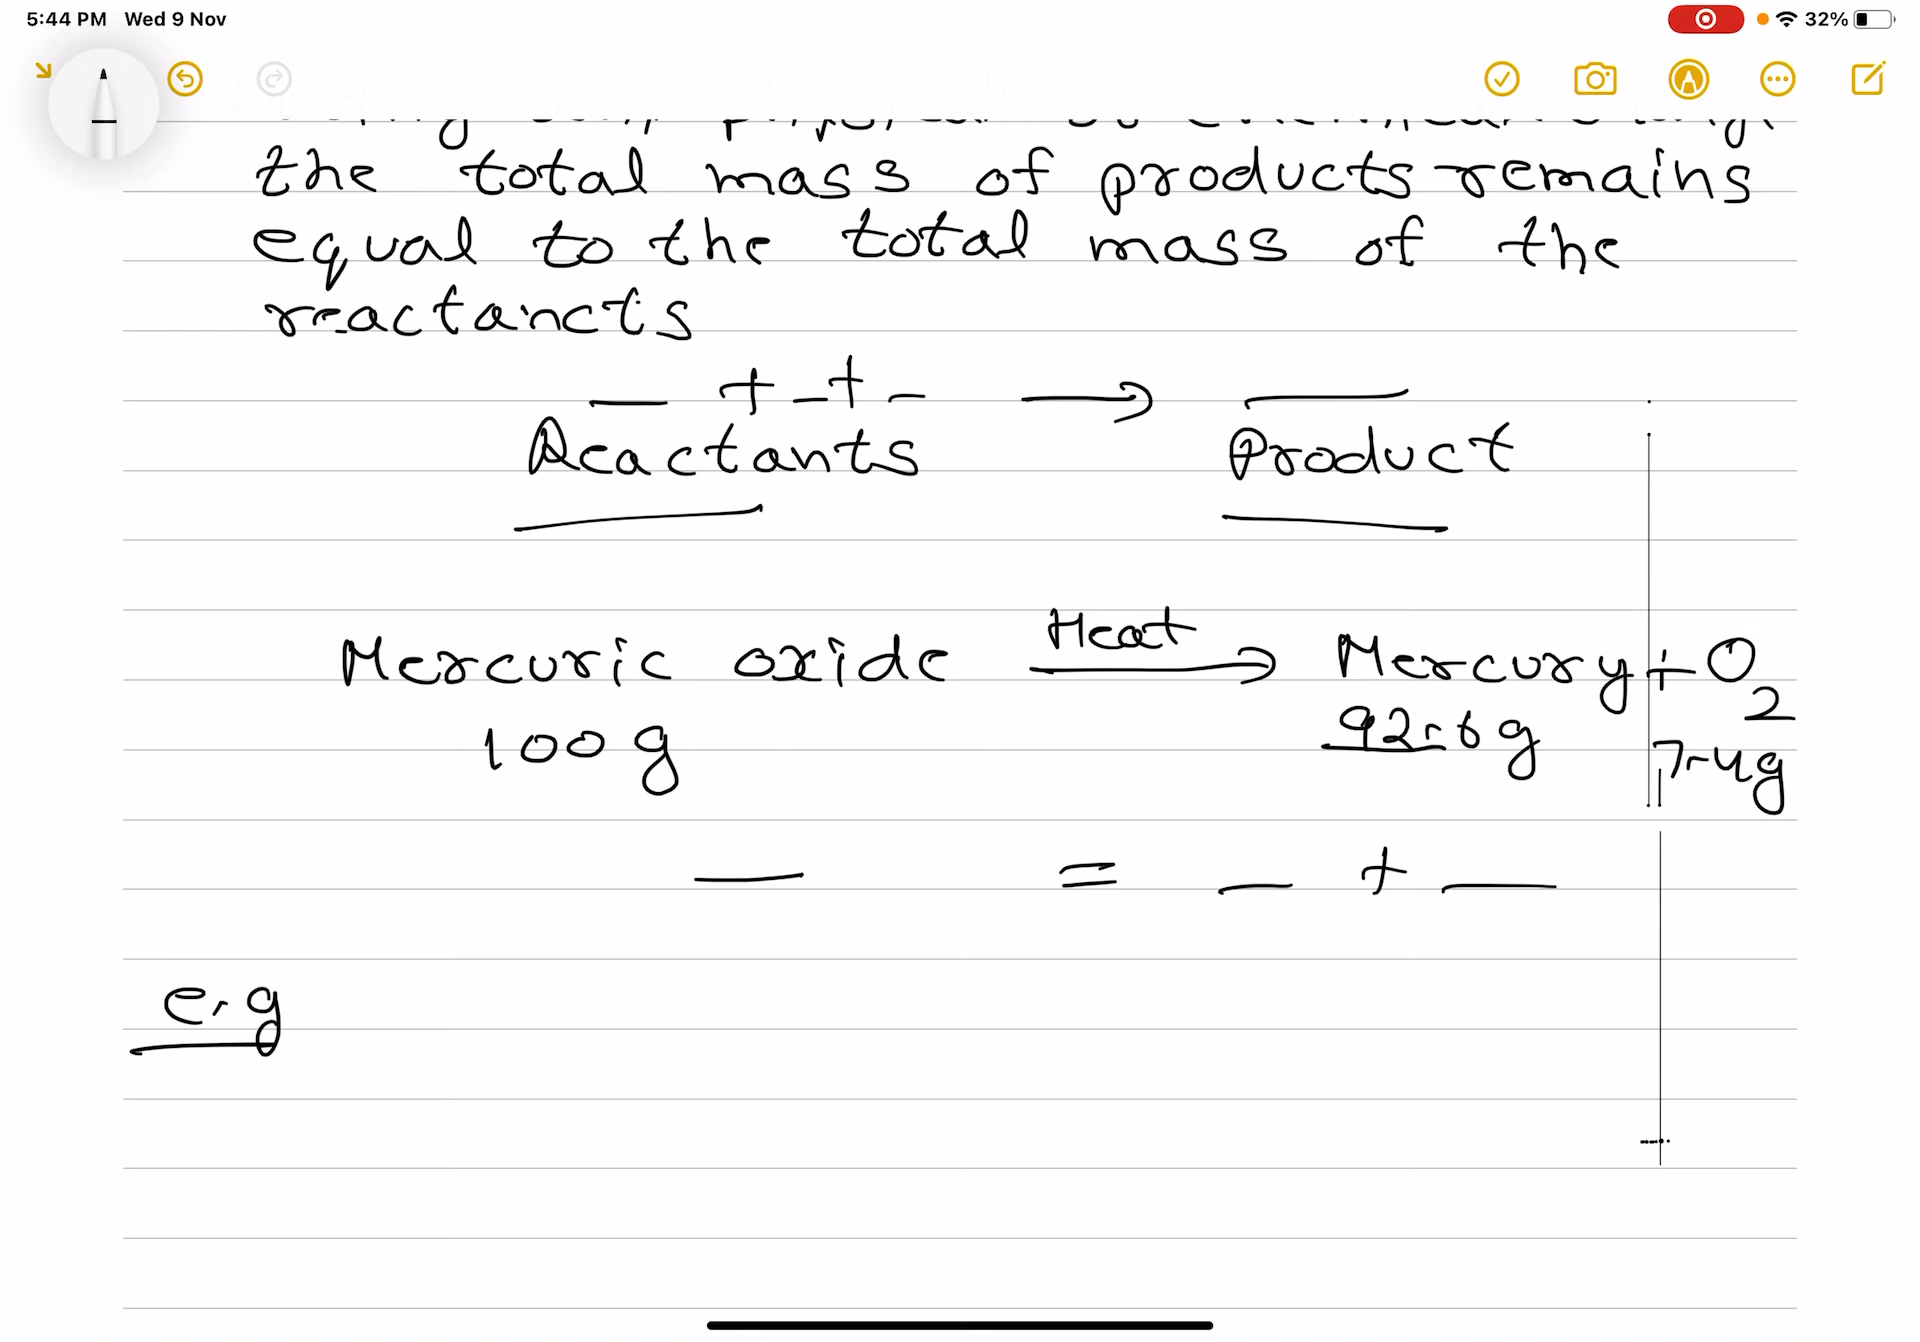 5:44 PM Wed 9 Nov
32%
the total mass of products remains
equal to the total mass of the
reactancts
— + – + – → —
Reactants Product
Mercuric oxide Heat → Mercury + O2
100 g 92.6 g 7.4g
— = — + —
e.g